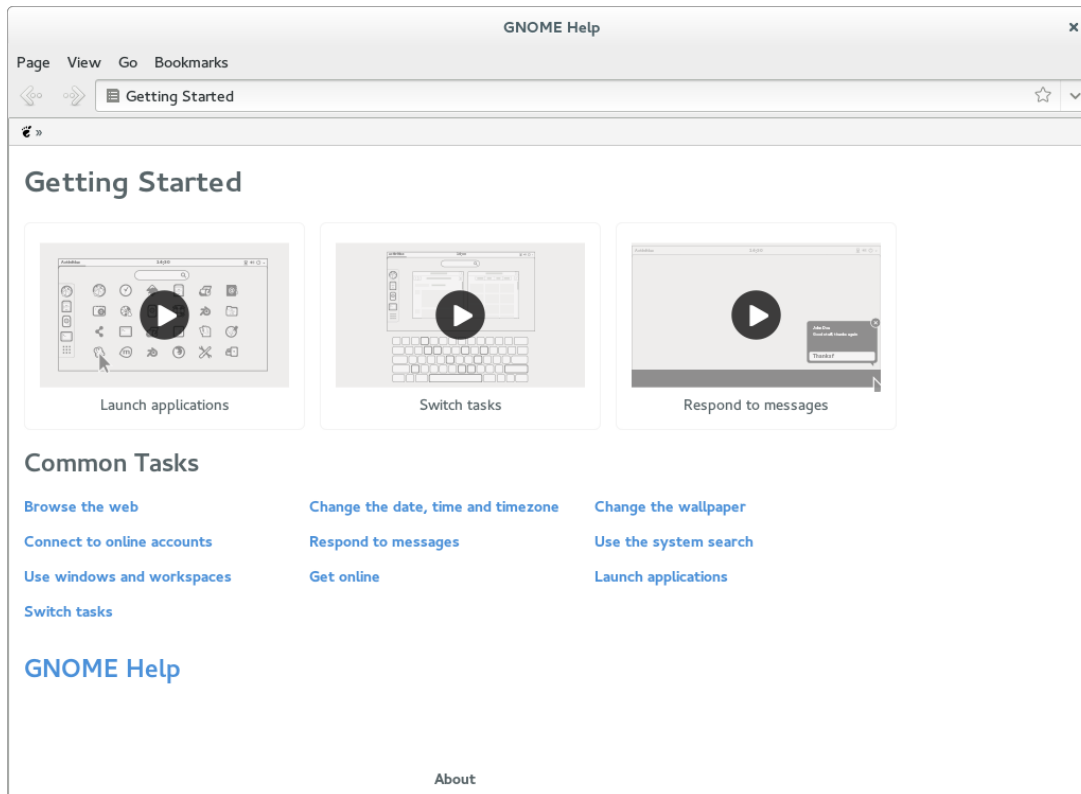 GNOME Help
Page View Go Bookmarks
Getting Started
»
Getting Started
Launch applications
Switch tasks
Respond to messages
Thanks!
Common Tasks
Browse the web
Change the date, time and timezone
Change the wallpaper
Connect to online accounts
Respond to messages
Use the system search
Use windows and workspaces
Get online
Launch applications
Switch tasks
GNOME Help
About